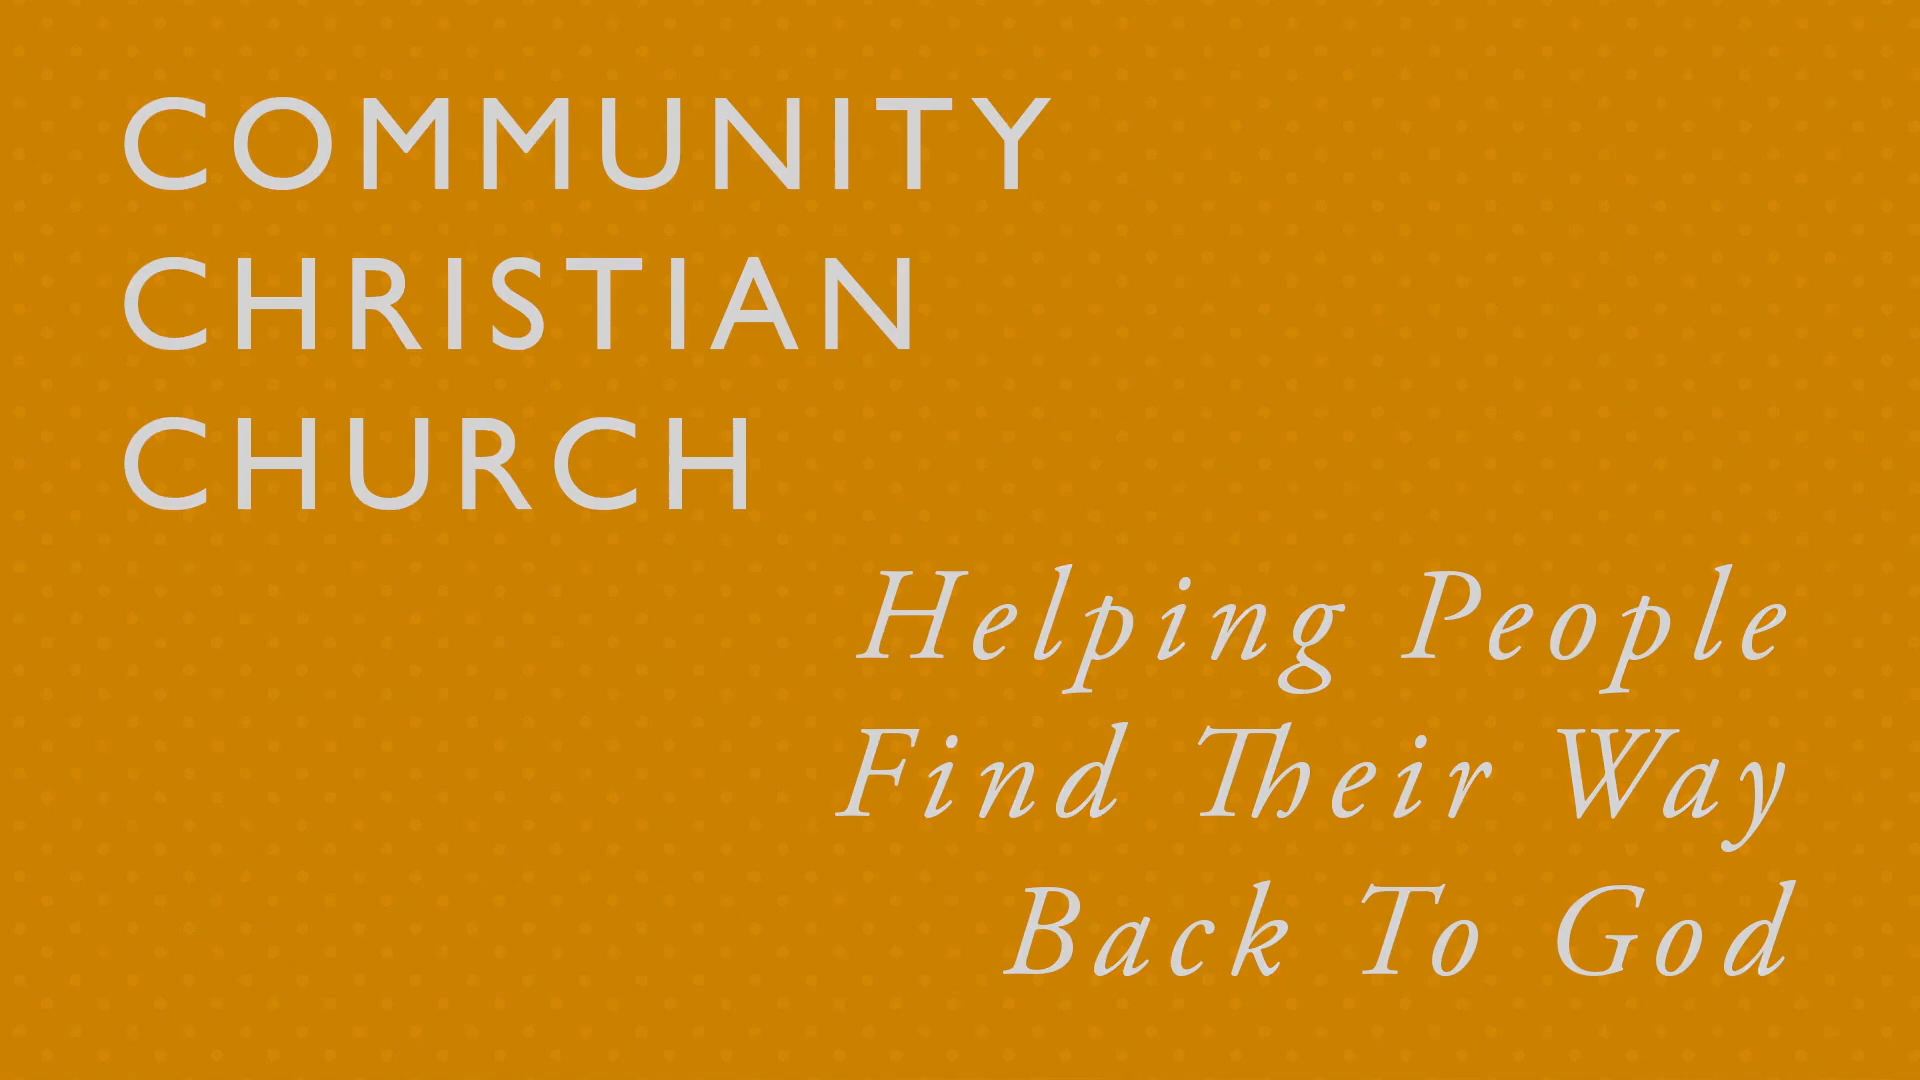 COMMUNITY
CHRISTIAN
CHURCH
Helping People
Find Their Way
Back To God